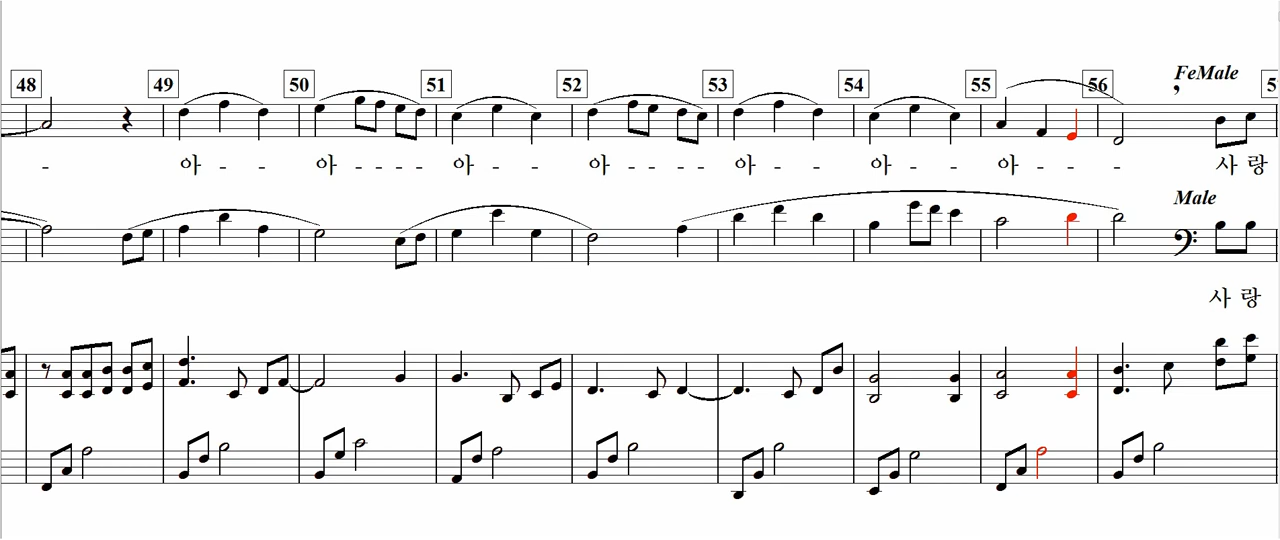 48 49 50 51 52 53 54 55 56 5
FeMale
- 아 - - 아 - - - - 아 - - 아 - - - - 아 - - 아 - - 아 - - - 사 랑
Male
사 랑